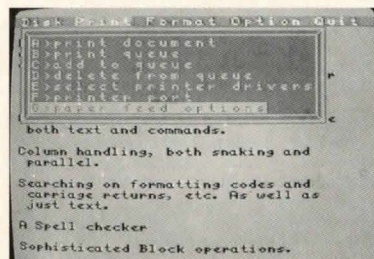 Disk Print Format Option Quit
A>print document
B>print queue
C>add to queue
D>delete from queue
E>select printer drivers
F>printer port
G>paper feed options
both text and commands.
Column handling, both snaking and
parallel.
Searching on formatting codes and
carriage returns, etc. As well as
just text.
A Spell checker
Sophisticated Block operations.